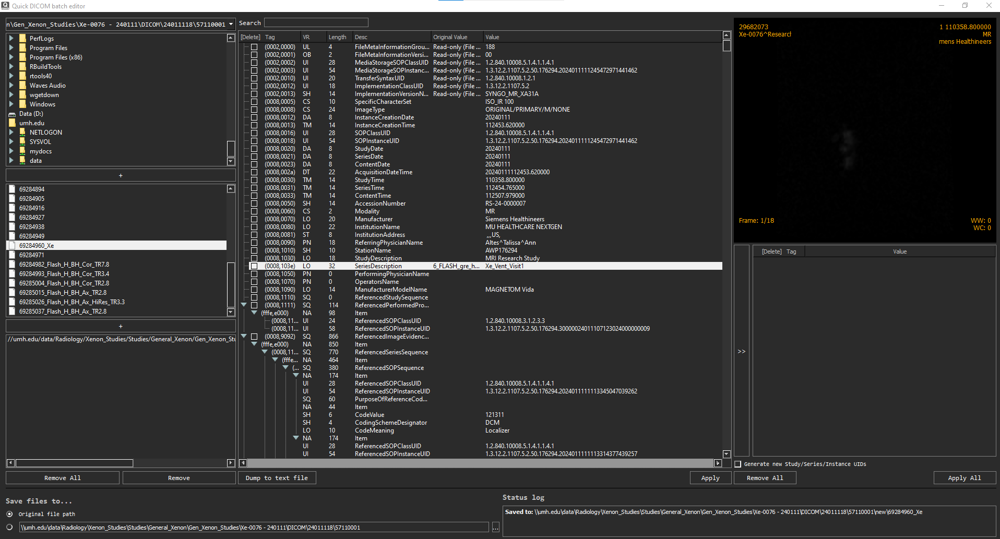 Quick DICOM batch editor
n\Gen_Xenon_Studies\Xe-0076 - 240111\DICOM\24011118\57110001
PerfLogs
Program Files
Program Files (x86)
RBuildTools
rtools40
Waves Audio
wgetdown
Windows
Data (D:)
umh.edu
NETLOGON
SYSVOL
mydocs
data
+
69284894
69284905
69284916
69284927
69284938
69284949
69284960_Xe
69284971
69284982_Flash_H_BH_Cor_TR7.8
69284993_Flash_H_BH_Cor_TR3.4
69285004_Flash_H_BH_Cor_TR2.8
69285015_Flash_H_BH_Ax_TR2.8
69285026_Flash_H_BH_Ax_HiRes_TR3.3
69285037_Flash_H_BH_Ax_TR2.8
+
//umh.edu/data/Radiology/Xenon_Studies/Studies/General_Xenon/Gen_Xenon_Stu
Remove All Remove
Search
[Delete] Tag VR Length Desc Original Value Value
(0002,0000) UL 4 FileMetaInformationGrou... Read-only (File ... 188
(0002,0001) OB 2 FileMetaInformationVersi... Read-only (File ... 00
(0002,0002) UI 28 MediaStorageSOPClassUID Read-only (File ... 1.2.840.10008.5.1.4.1.1.4.1
(0002,0003) UI 54 MediaStorageSOPInstanc... Read-only (File ... 1.3.12.2.1107.5.2.50.176294.2024011111245472971441462
(0002,0010) UI 20 TransferSyntaxUID Read-only (File ... 1.2.840.10008.1.2.1
(0002,0012) UI 18 ImplementationClassUID Read-only (File ... 1.3.12.2.1107.5.2
(0002,0013) SH 14 ImplementationVersionN... Read-only (File ... SYNGO_MR_XA31A
(0008,0005) CS 10 SpecificCharacterSet ISO_IR 100
(0008,0008) CS 24 ImageType ORIGINAL/PRIMARY/M/NONE
(0008,0012) DA 8 InstanceCreationDate 20240111
(0008,0013) TM 14 InstanceCreationTime 112453.620000
(0008,0016) UI 28 SOPClassUID 1.2.840.10008.5.1.4.1.1.4.1
(0008,0018) UI 54 SOPInstanceUID 1.3.12.2.1107.5.2.50.176294.2024011111245472971441462
(0008,0020) DA 8 StudyDate 20240111
(0008,0021) DA 8 SeriesDate 20240111
(0008,0023) DA 8 ContentDate 20240111
(0008,002a) DT 22 AcquisitionDateTime 20240111112453.620000
(0008,0030) TM 14 StudyTime 110358.800000
(0008,0031) TM 14 SeriesTime 112454.765000
(0008,0033) TM 14 ContentTime 112507.979000
(0008,0050) SH 14 AccessionNumber RS-24-0000007
(0008,0060) CS 2 Modality MR
(0008,0070) LO 20 Manufacturer Siemens Healthineers
(0008,0080) LO 22 InstitutionName MU HEALTHCARE NEXTGEN
(0008,0081) ST 8 InstitutionAddress ,,,US,
(0008,0090) PN 18 ReferringPhysicianName Altes^Talissa^Ann
(0008,1010) SH 10 StationName AWP176294
(0008,1030) LO 18 StudyDescription MRI Research Study
(0008,103e) LO 32 SeriesDescription 6_FLASH_gre_h... Xe_Vent_Visit1
(0008,1050) PN 0 PerformingPhysicianName
(0008,1070) PN 0 OperatorsName
(0008,1090) LO 14 ManufacturerModelName MAGNETOM Vida
(0008,1110) SQ 0 ReferencedStudySequence
(0008,1111) SQ 114 ReferencedPerformedPro...
(fffe,e000) NA 98 Item
(0008,11... UI 24 ReferencedSOPClassUID 1.2.840.10008.3.1.2.3.3
(0008,11... UI 58 ReferencedSOPInstanceUID 1.3.12.2.1107.5.2.50.176294.30000024011107123024000000009
(0008,9092) SQ 866 ReferencedImageEvidenc...
(fffe,e000) NA 850 Item
(0008,11... SQ 770 ReferencedSeriesSequence
(fffe... NA 464 Item
(... SQ 380 ReferencedSOPSequence
NA 174 Item
UI 28 ReferencedSOPClassUID 1.2.840.10008.5.1.4.1.1.4.1
UI 54 ReferencedSOPInstanceUID 1.3.12.2.1107.5.2.50.176294.2024011111113345047039262
SQ 60 PurposeOfReferenceCod...
NA 44 Item
SH 6 CodeValue 121311
SH 4 CodingSchemeDesignator DCM
LO 10 CodeMeaning Localizer
NA 174 Item
UI 28 ReferencedSOPClassUID 1.2.840.10008.5.1.4.1.1.4.1
UI 54 ReferencedSOPInstanceUID 1.3.12.2.1107.5.2.50.176294.2024011111113314377439257
Dump to text file Apply
29682073 1 110358.800000
Xe-0076^Research MR
mens Healthineers
Frame: 1/18 WW: 0
WC: 0
>>
[Delete] Tag Value
Generate new Study/Series/Instance UIDs
Remove All Apply All
Save files to...
Original file path
\\umh.edu\data\Radiology\Xenon_Studies\Studies\General_Xenon\Gen_Xenon_Studies\Xe-0076 - 240111\DICOM\24011118\57110001
...
Status log
Saved to: \\umh.edu\data\Radiology\Xenon_Studies\Studies\General_Xenon\Gen_Xenon_Studies\Xe-0076 - 240111\DICOM\24011118\57110001\new\69284960_Xe